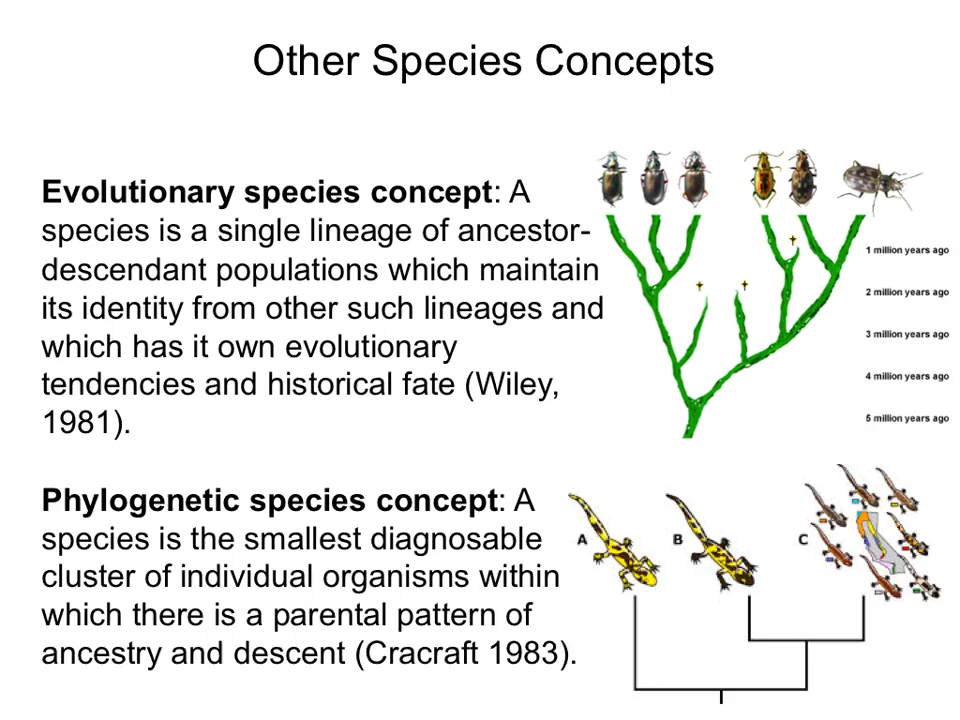 Other Species Concepts
Evolutionary species concept: A
species is a single lineage of ancestor-
descendant populations which maintain
its identity from other such lineages and
which has it own evolutionary
tendencies and historical fate (Wiley,
1981).
1 million years ago
2 million years ago
3 million years ago
4 million years ago
5 million years ago
Phylogenetic species concept: A
species is the smallest diagnosable
cluster of individual organisms within
which there is a parental pattern of
ancestry and descent (Cracraft 1983).
A
B
C